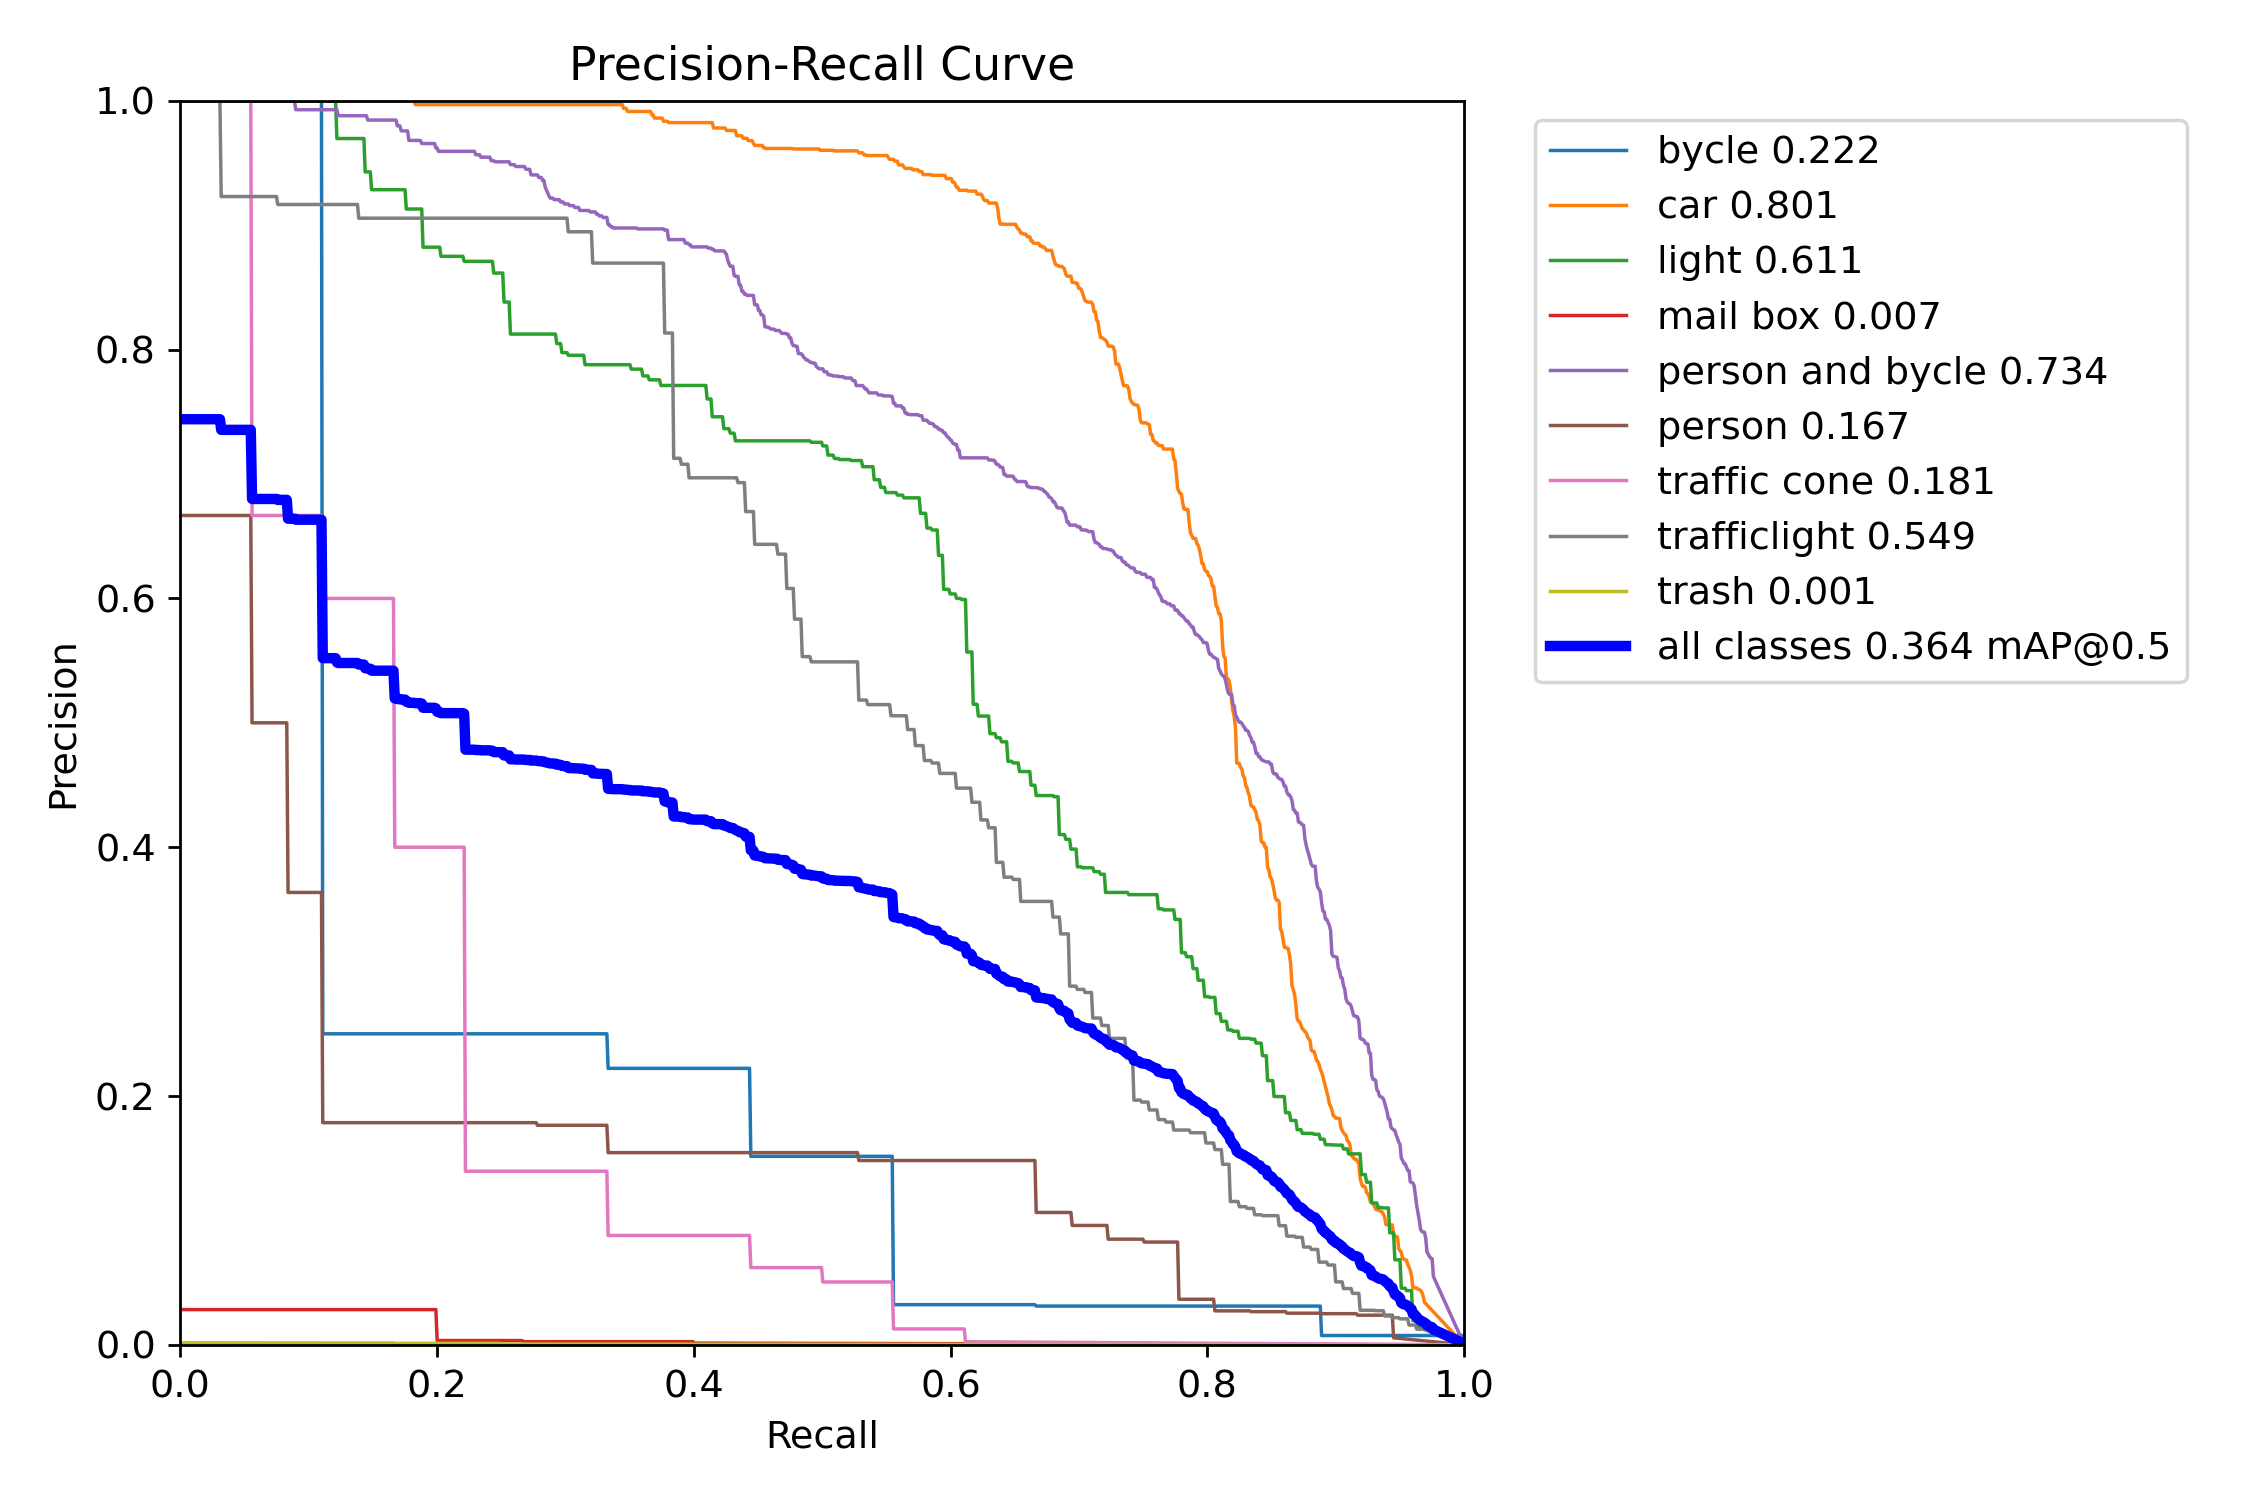 Precision-Recall Curve
1.0
0.8
0.6
0.4
0.2
0.0
Precision
0.0 0.2 0.4 0.6 0.8 1.0
Recall
bycle 0.222
car 0.801
light 0.611
mail box 0.007
person and bycle 0.734
person 0.167
traffic cone 0.181
trafficlight 0.549
trash 0.001
all classes 0.364 mAP@0.5